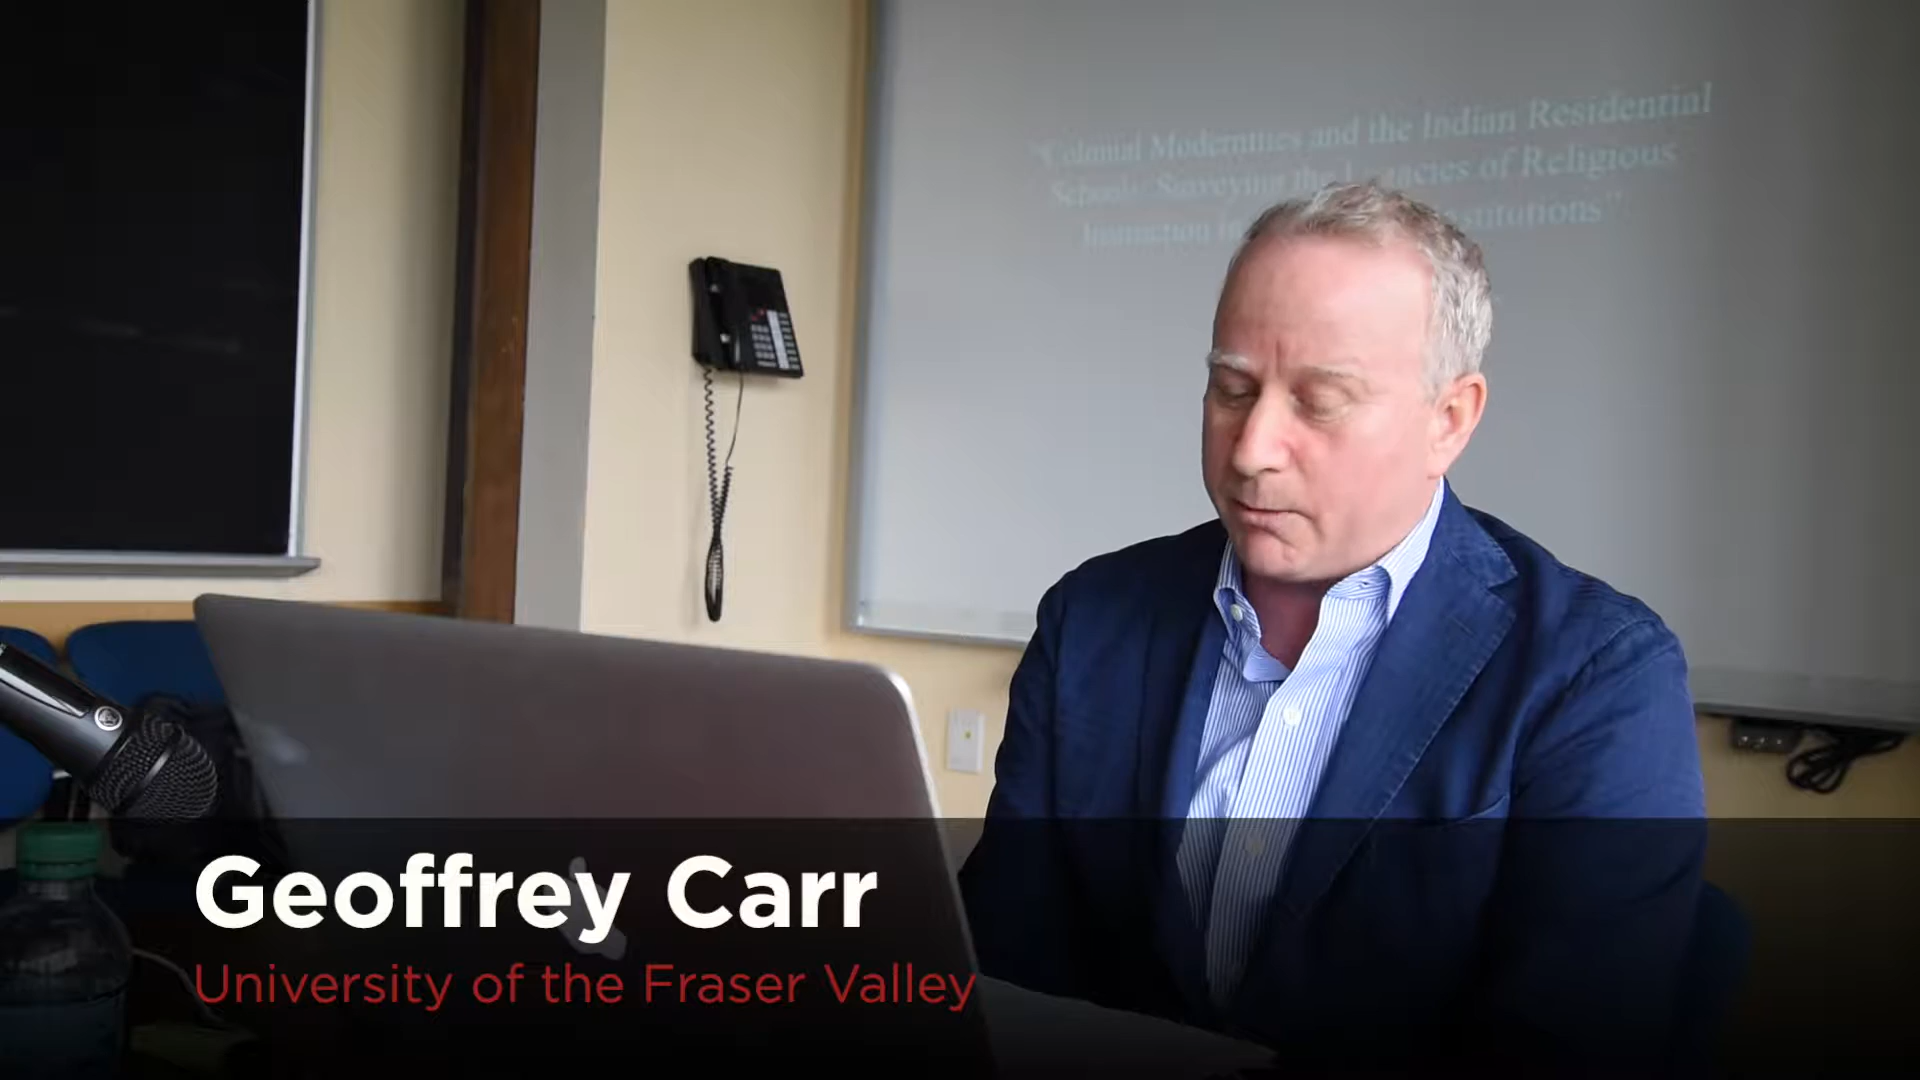 "Colonial Modernities and the Indian Residential
Schools: Surveying the Legacies of Religious
Instruction in
stitutions"
Geoffrey Carr
University of the Fraser Valley